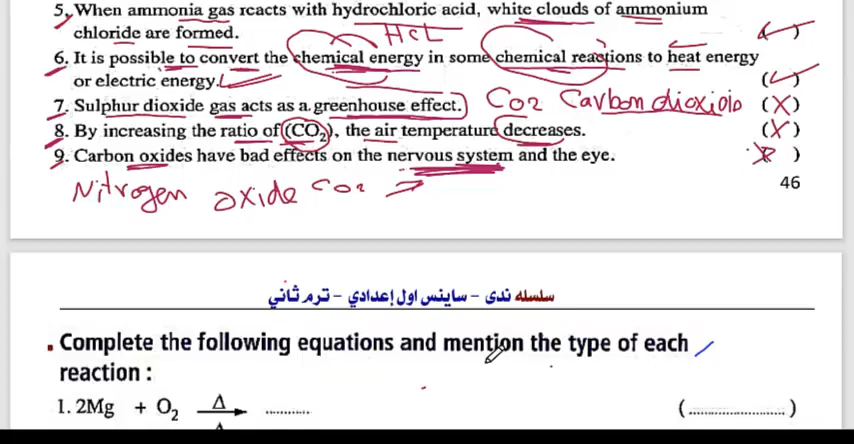 5. When ammonia gas reacts with hydrochloric acid, white clouds of ammonium
chloride are formed. HCL (✓)
6. It is possible to convert the chemical energy in some chemical reactions to heat energy
or electric energy. (✓)
7. Sulphur dioxide gas acts as a greenhouse effect. CO2 Carbon dioxide (X)
8. By increasing the ratio of (CO₂), the air temperature decreases. (X)
9. Carbon oxides have bad effects on the nervous system and the eye. (X)
Nitrogen oxide CO2
46
سلسله ندى - ساينس اول إعدادي - ترم ثاني
. Complete the following equations and mention the type of each
reaction :
1. 2Mg + O₂ —Δ→ ............ (........................)